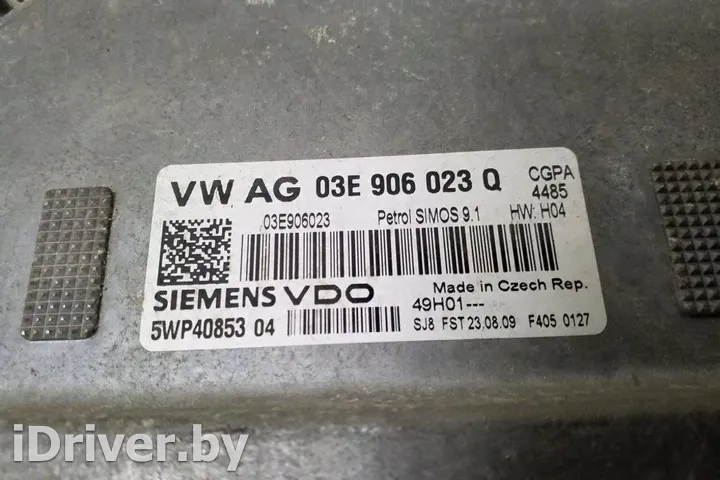 VW AG 03E 906 023 Q CGPA
4485
03E906023 Petrol SIMOS 9.1 HW: H04
SIEMENS VDO Made in Czech Rep.
49H01---
5WP40853 04 SJ8 FST 23.08.09 F405 0127
iDriver.by